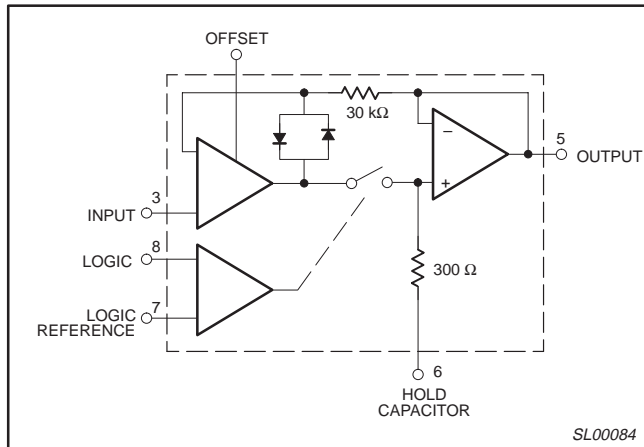 OFFSET
30 kΩ
−
+
5
OUTPUT
3
INPUT
8
LOGIC
300 Ω
7
LOGIC
REFERENCE
6
HOLD
CAPACITOR
SL00084